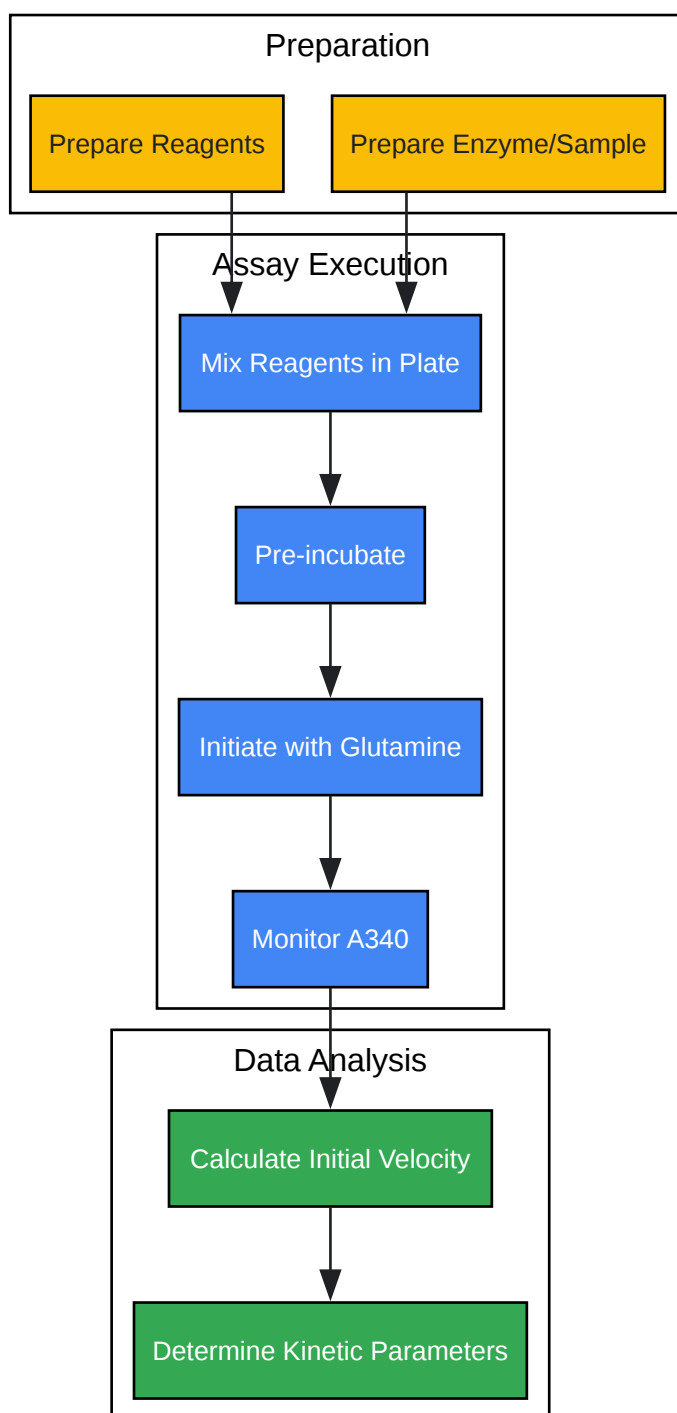 Preparation
Prepare Reagents
Prepare Enzyme/Sample
Assay Execution
Mix Reagents in Plate
Pre-incubate
Initiate with Glutamine
Monitor A340
Data Analysis
Calculate Initial Velocity
Determine Kinetic Parameters